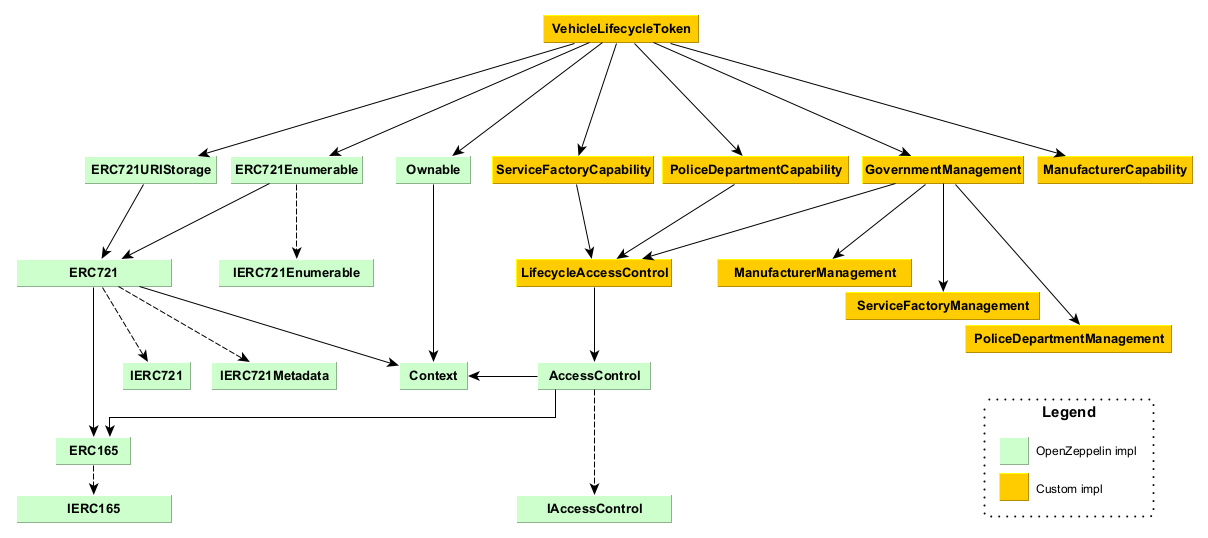 VehicleLifecycleToken
ERC721URIStorage
ERC721Enumerable
Ownable
ServiceFactoryCapability
PoliceDepartmentCapability
GovernmentManagement
ManufacturerCapability
ERC721
IERC721Enumerable
LifecycleAccessControl
ManufacturerManagement
ServiceFactoryManagement
PoliceDepartmentManagement
IERC721
IERC721Metadata
Context
AccessControl
Legend
ERC165
OpenZeppelin impl
Custom impl
IERC165
IAccessControl